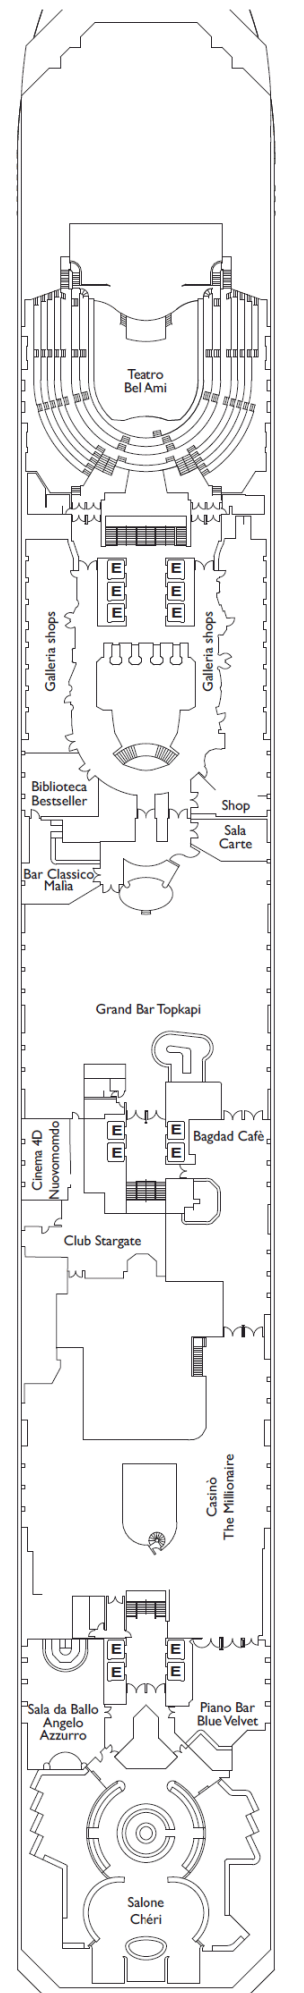 Teatro
Bel Ami
E E
E E
E E
Galleria shops
Galleria shops
Biblioteca
Bestseller
Shop
Sala
Carte
Bar Classico
Malia
Grand Bar Topkapi
E E
E E
Bagdad Cafè
Cinema 4D
Nuovomomdo
Club Stargate
Casinò
The Millionaire
E E
E E
Sala da Ballo
Angelo
Azzurro
Piano Bar
Blue Velvet
Salone
Chéri